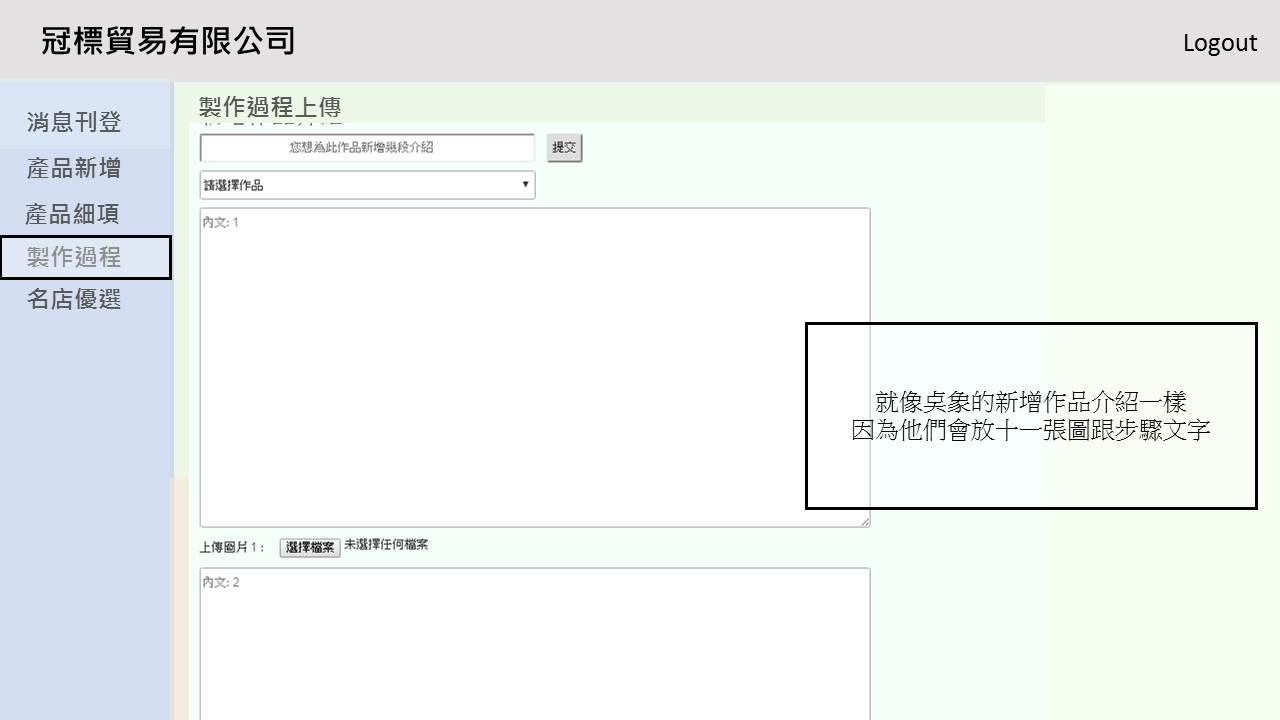 冠標貿易有限公司
Logout
消息刊登
產品新增
產品細項
製作過程
名店優選
製作過程上傳
您想為此作品新增幾段介紹
提交
請選擇作品
內文: 1
就像奌象的新增作品介紹一樣
因為他們會放十一張圖跟步驟文字
上傳圖片 1 :
選擇檔案
未選擇任何檔案
內文: 2